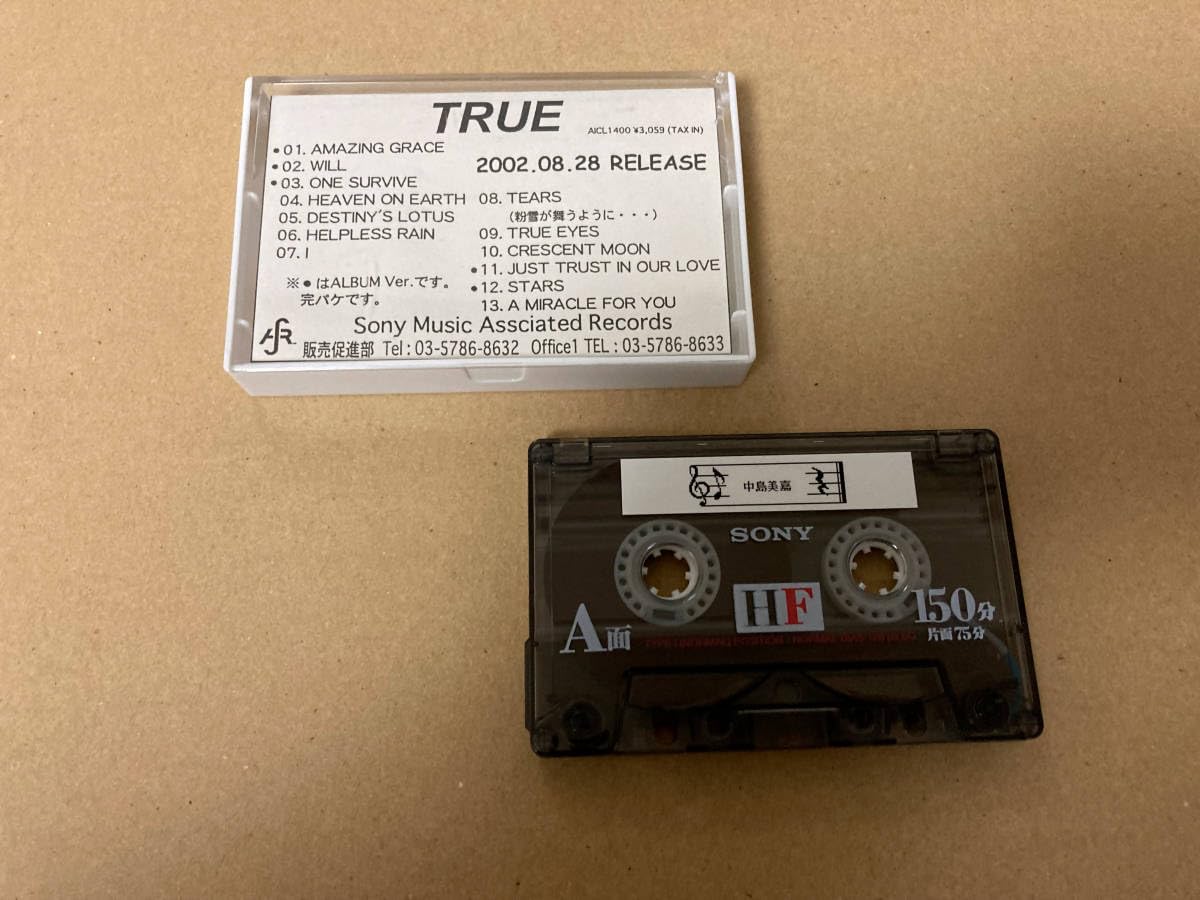 TRUE
AICL1400 ¥3,059 (TAX IN)
2002.08.28 RELEASE
●01. AMAZING GRACE
●02. WILL
●03. ONE SURVIVE
04. HEAVEN ON EARTH
05. DESTINY'S LOTUS
06. HELPLESS RAIN
07. I
08. TEARS
(粉雪が舞うように・・・)
09. TRUE EYES
10. CRESCENT MOON
●11. JUST TRUST IN OUR LOVE
●12. STARS
13. A MIRACLE FOR YOU
※●はALBUM Ver.です。
完パケです。
Sony Music Assciated Records
販売促進部 Tel : 03-5786-8632 Office1 TEL : 03-5786-8633
中島美嘉
SONY
HF
A面
150分
片面75分